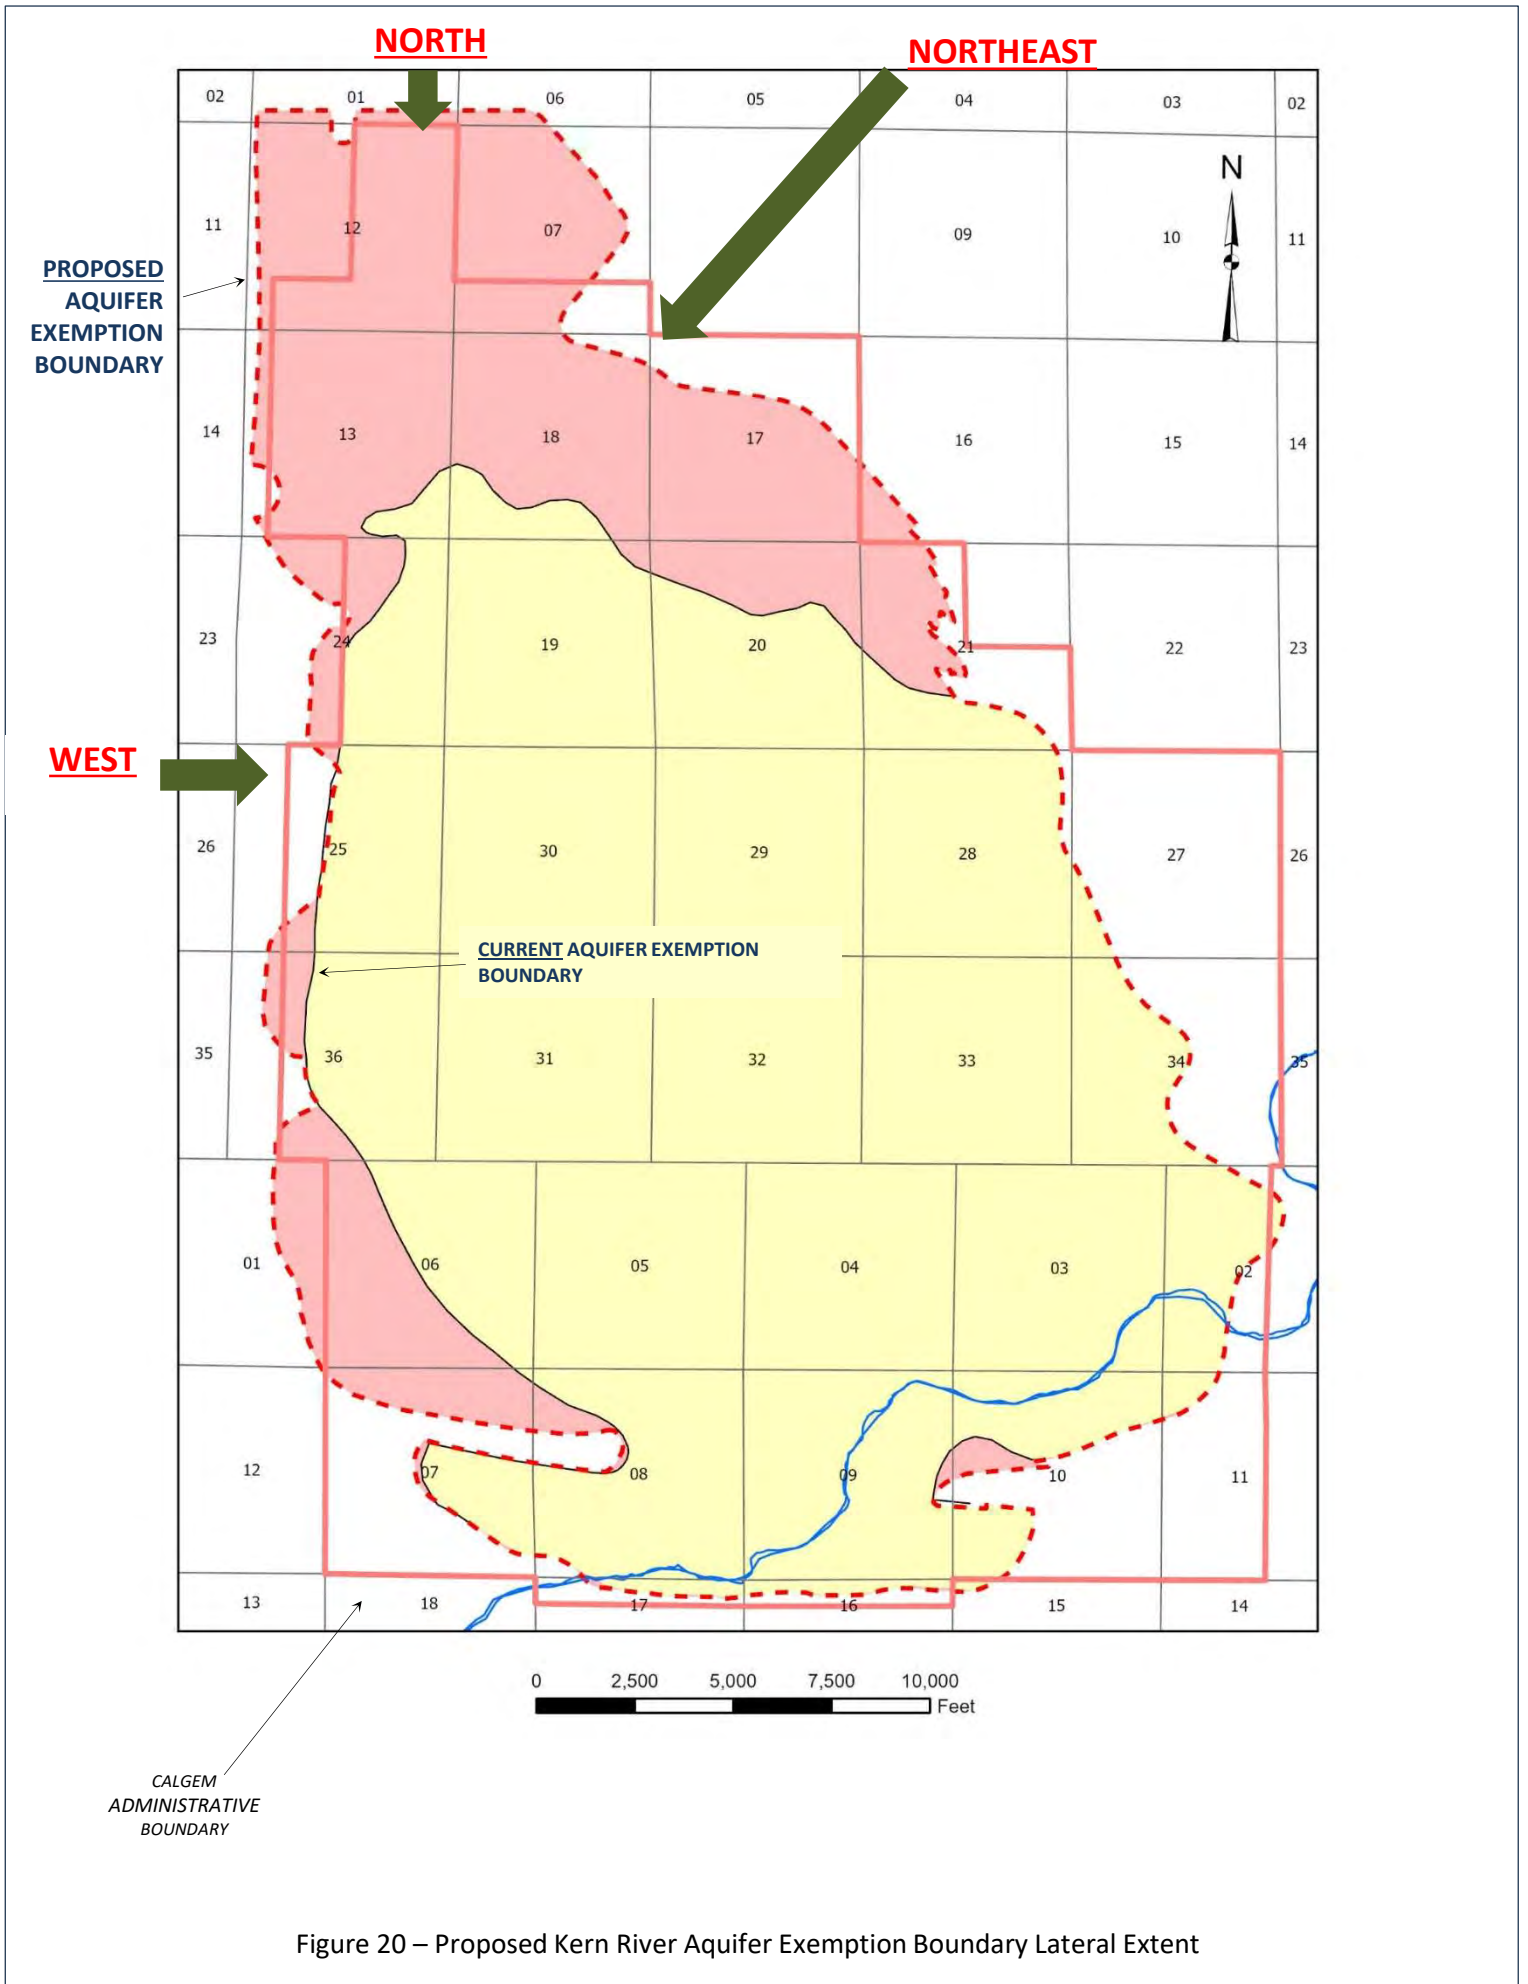 NORTH
NORTHEAST
02 01 06 05 04 03 02
N
11 12 07 09 10 11
PROPOSED
AQUIFER
EXEMPTION
BOUNDARY
14 13 18 17 16 15 14
23 24 19 20 21 22 23
WEST
26 25 30 29 28 27 26
CURRENT AQUIFER EXEMPTION
BOUNDARY
35 36 31 32 33 34 35
01 06 05 04 03 02
12 07 08 09 10 11
13 18 17 16 15 14
0 2,500 5,000 7,500 10,000
Feet
CALGEM
ADMINISTRATIVE
BOUNDARY
Figure 20 – Proposed Kern River Aquifer Exemption Boundary Lateral Extent